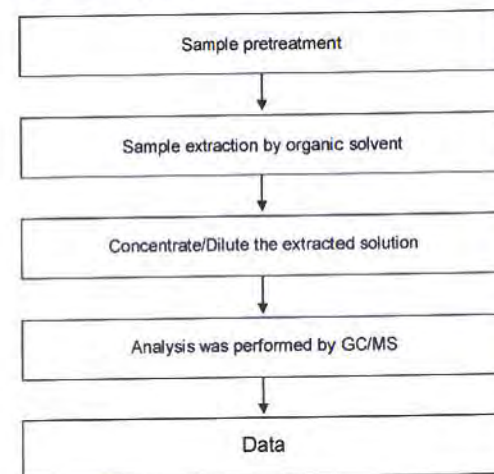 Sample pretreatment
Sample extraction by organic solvent
Concentrate/Dilute the extracted solution
Analysis was performed by GC/MS
Data